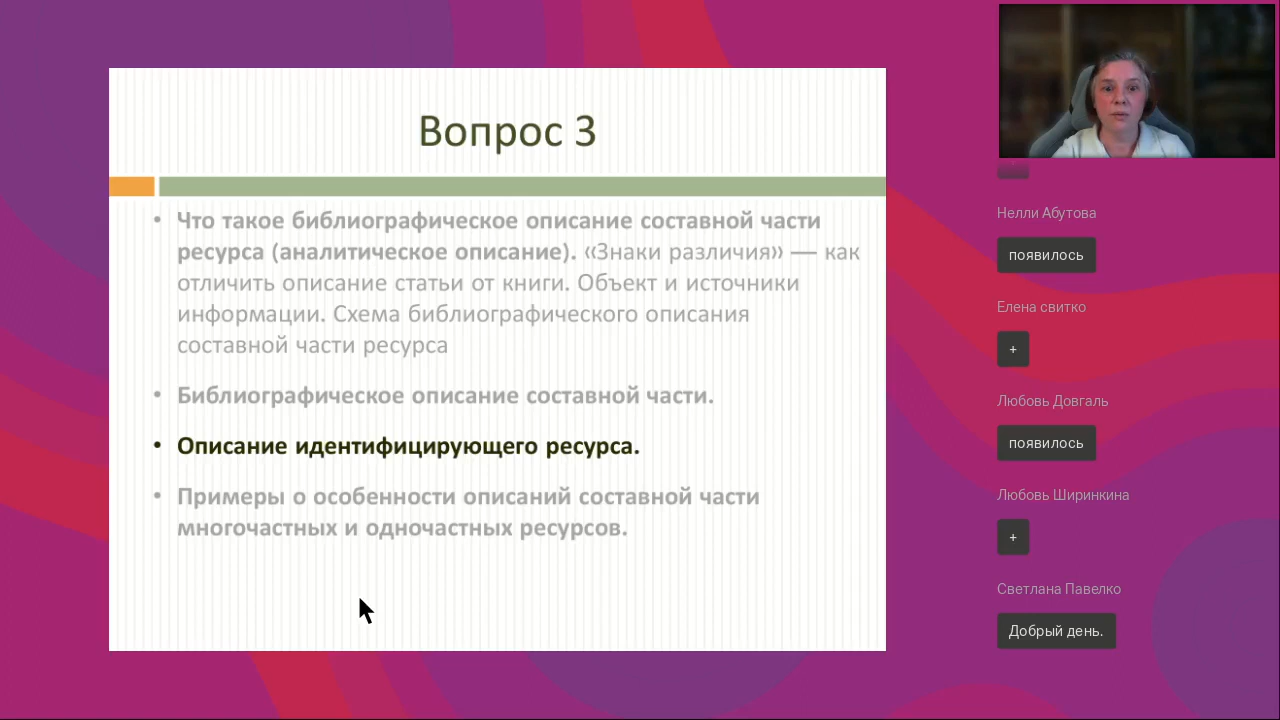 Вопрос 3
• Что такое библиографическое описание составной части
ресурса (аналитическое описание). «Знаки различия» — как
отличить описание статьи от книги. Объект и источники
информации. Схема библиографического описания
составной части ресурса
• Библиографическое описание составной части.
• Описание идентифицирующего ресурса.
• Примеры о особенности описаний составной части
многочастных и одночастных ресурсов.
Нелли Абутова
появилось
Елена свитко
+
Любовь Довгаль
появилось
Любовь Ширинкина
+
Светлана Павелко
Добрый день.